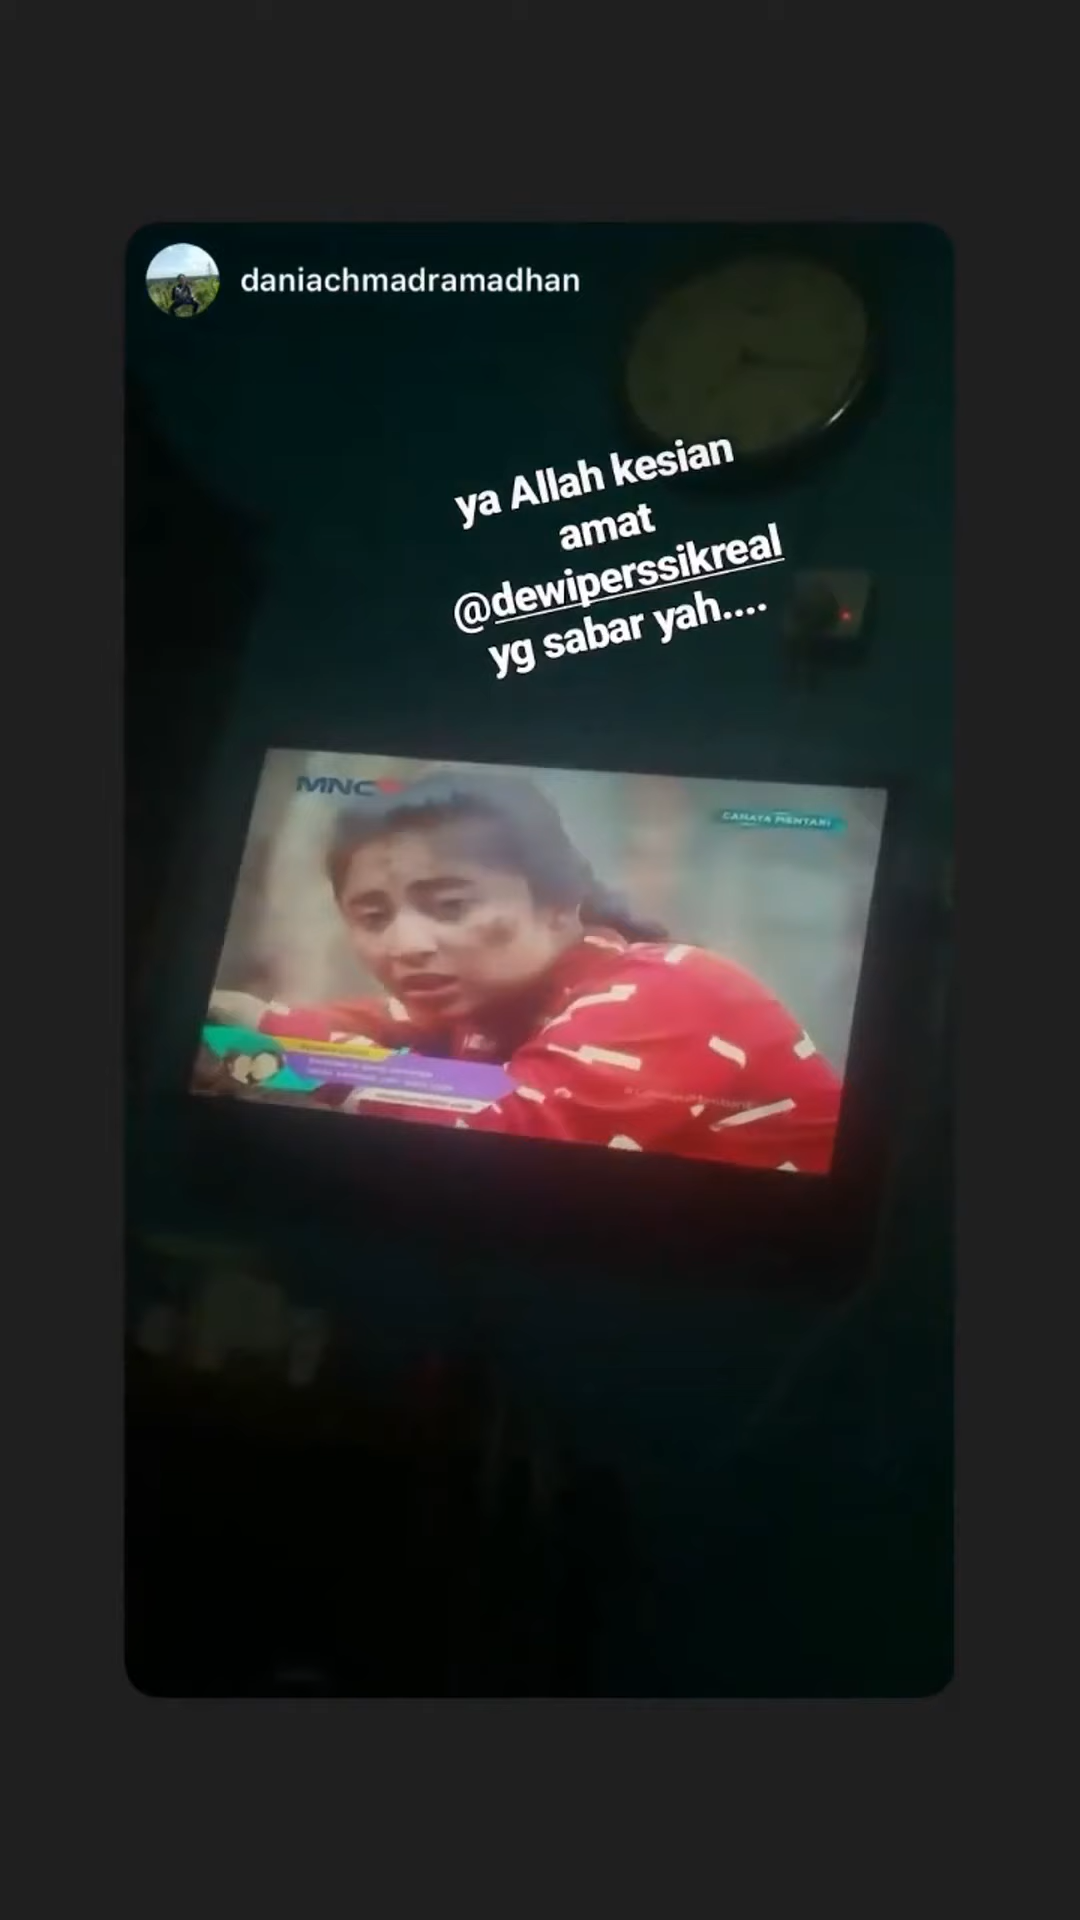 daniachmadramadhan
ya Allah kesian
amat
@dewiperssikreal
yg sabar yah....
MNC
CAHAYA MENTARI